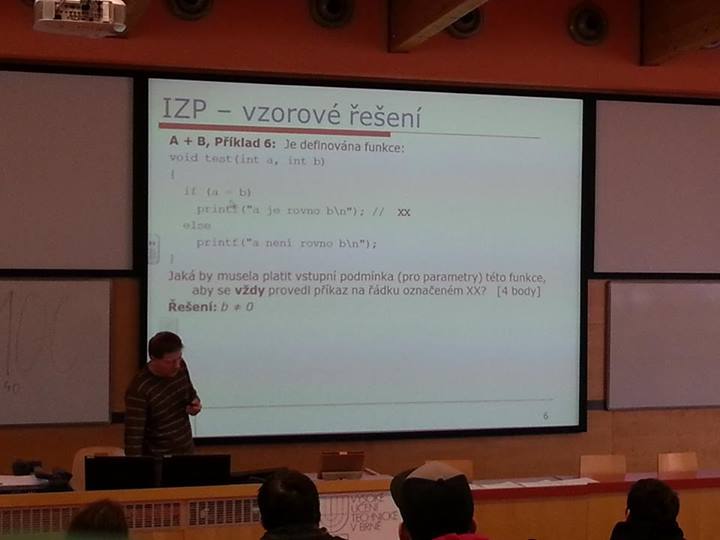 IZP – vzorové řešení
A + B, Příklad 6: Je definována funkce:
void test(int a, int b)
{
if (a = b)
printf("a je rovno b\n"); // XX
else
printf("a není rovno b\n");
}
Jaká by musela platit vstupní podmínka (pro parametry) této funkce,
aby se vždy provedl příkaz na řádku označeném XX? [4 body]
Řešení: b ≠ 0
6
VYSOKÉ
UČENÍ
TECHNICKÉ
V BRNĚ